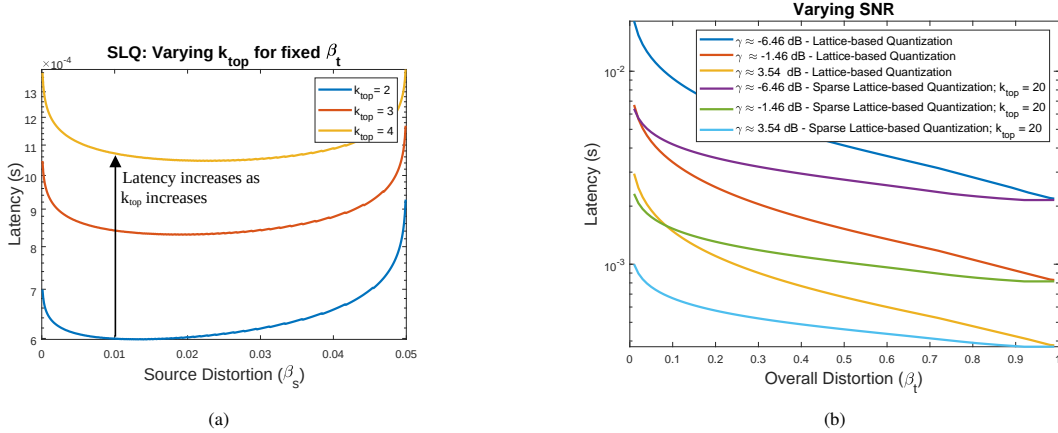 SLQ: Varying k_top for fixed β_t
×10⁻⁴
13
12
11
10
9
8
7
6
Latency (s)
k_top = 2
k_top = 3
k_top = 4
Latency increases as
k_top increases
0
0.01
0.02
0.03
0.04
0.05
Source Distortion (β_s)
(a)
Varying SNR
10⁻²
10⁻³
Latency (s)
γ ≈ -6.46 dB - Lattice-based Quantization
γ ≈ -1.46 dB - Lattice-based Quantization
γ ≈ 3.54 dB - Lattice-based Quantization
γ ≈ -6.46 dB - Sparse Lattice-based Quantization; k_top = 20
γ ≈ -1.46 dB - Sparse Lattice-based Quantization; k_top = 20
γ ≈ 3.54 dB - Sparse Lattice-based Quantization; k_top = 20
0
0.1
0.2
0.3
0.4
0.5
0.6
0.7
0.8
0.9
1
Overall Distortion (β_t)
(b)